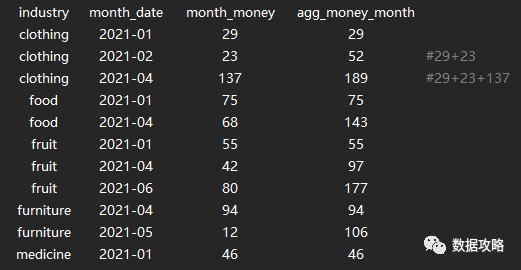 industry month_date month_money agg_money_month
clothing 2021-01 29 29
clothing 2021-02 23 52 #29+23
clothing 2021-04 137 189 #29+23+137
food 2021-01 75 75
food 2021-04 68 143
fruit 2021-01 55 55
fruit 2021-04 42 97
fruit 2021-06 80 177
furniture 2021-04 94 94
furniture 2021-05 12 106
medicine 2021-01 46 46
数据攻略